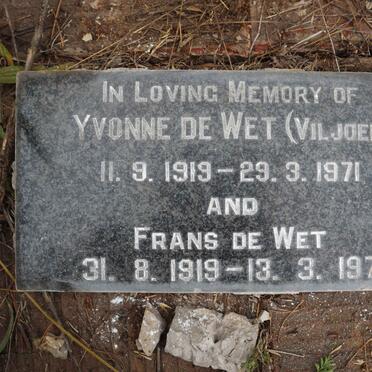 IN LOVING MEMORY OF
YVONNE DE WET (VILJOE
11. 9. 1919 – 29. 3. 1971
AND
FRANS DE WET
31. 8. 1919 – 13. 3. 197